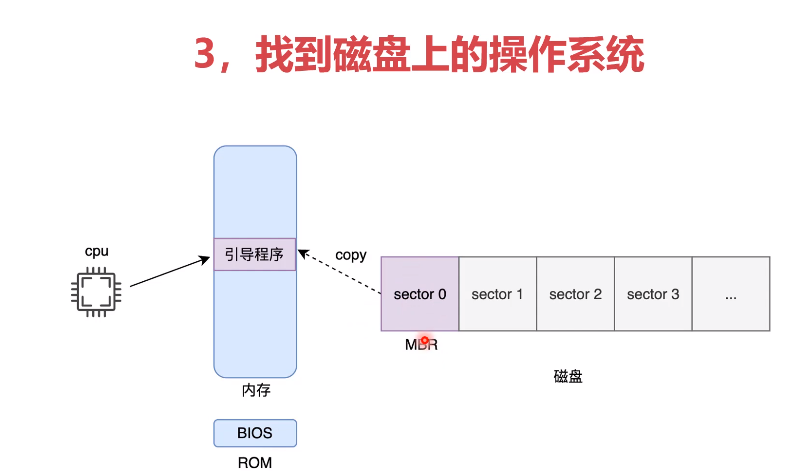 3，找到磁盘上的操作系统
cpu
引导程序
copy
sector 0
sector 1
sector 2
sector 3
...
MBR
内存
磁盘
BIOS
ROM